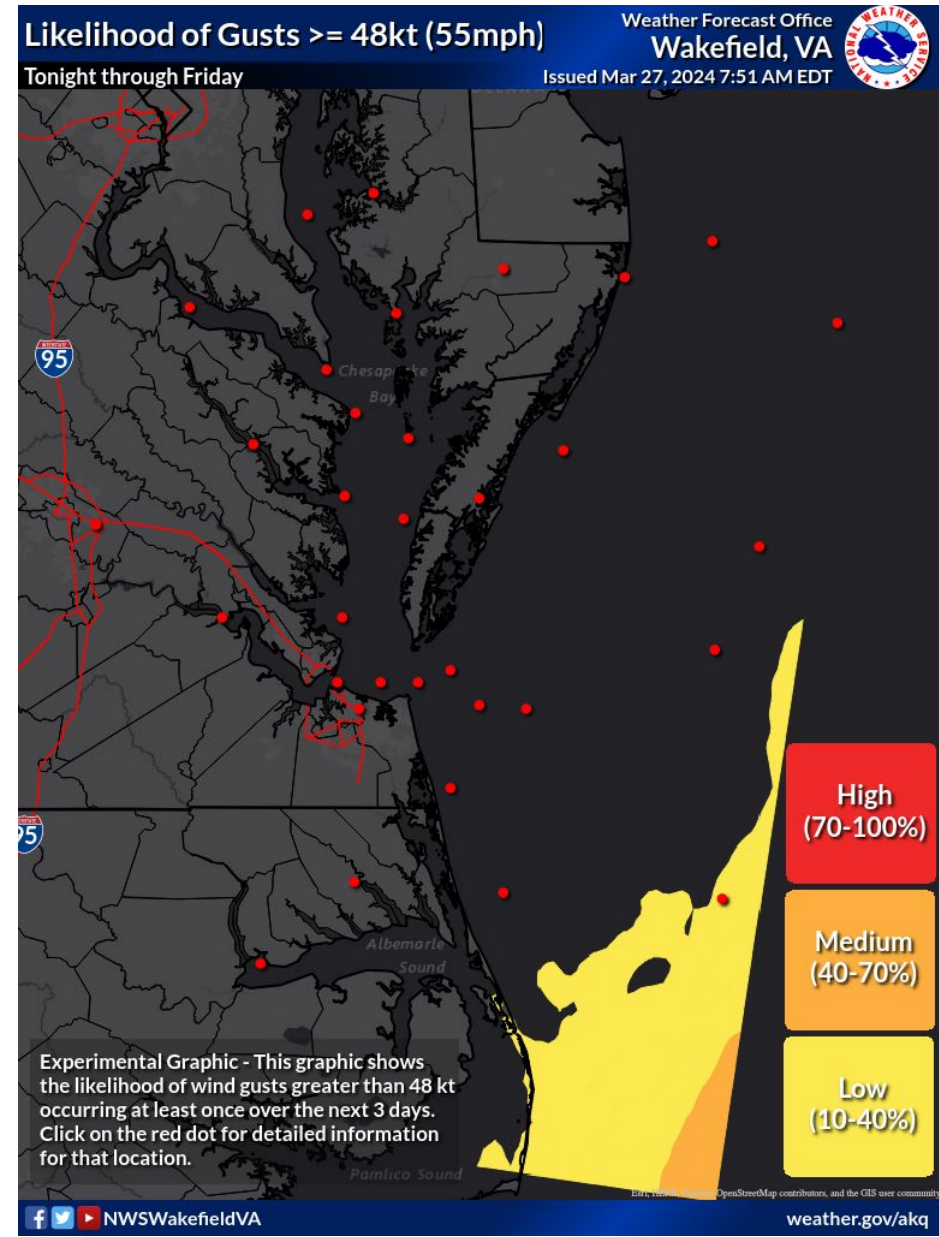 Likelihood of Gusts >= 48kt (55mph)
Tonight through Friday
Weather Forecast Office
Wakefield, VA
Issued Mar 27, 2024 7:51 AM EDT
NATIONAL WEATHER SERVICE
95
Chesapeake
Bay
95
Albemarle
Sound
Pamlico Sound
High
(70-100%)
Medium
(40-70%)
Low
(10-40%)
Experimental Graphic - This graphic shows
the likelihood of wind gusts greater than 48 kt
occurring at least once over the next 3 days.
Click on the red dot for detailed information
for that location.
OpenStreetMap contributors, and the GIS user community
NWSWakefieldVA
weather.gov/akq